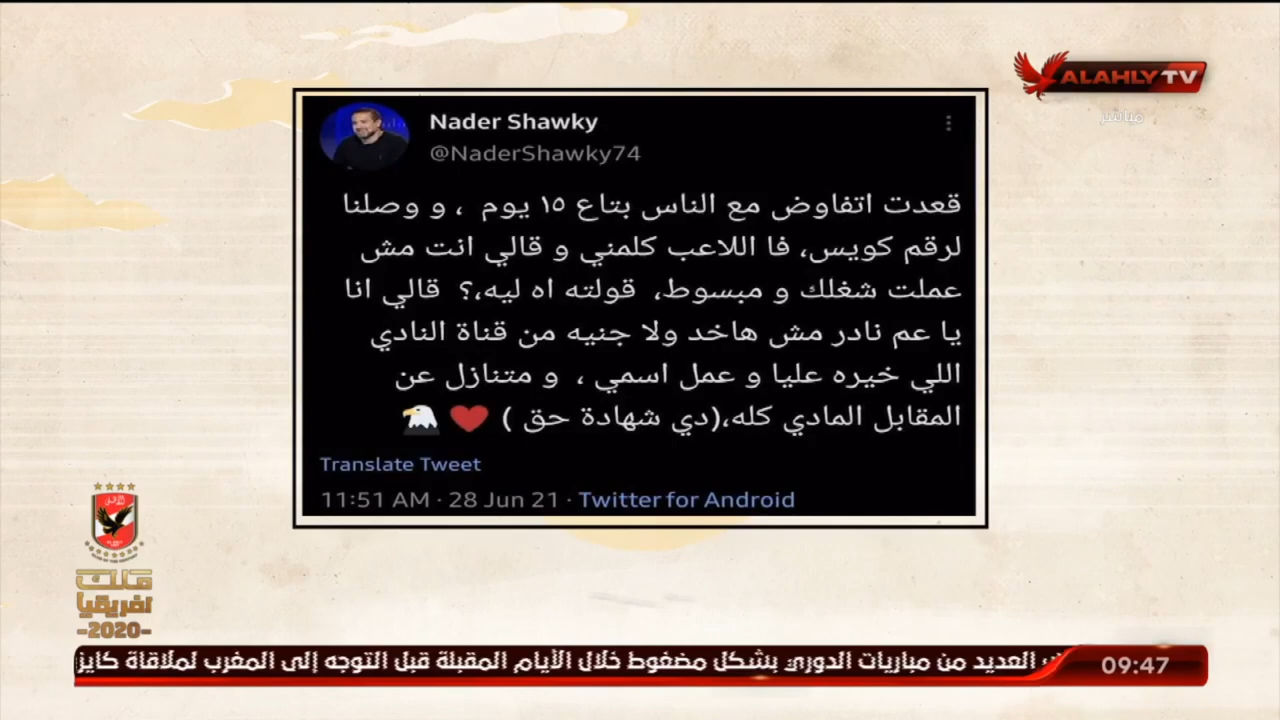 ALAHLY TV
مباشر
Nader Shawky
@NaderShawky74
قعدت اتفاوض مع الناس بتاع ١٥ يوم ، و وصلنا
لرقم كويس، فا اللاعب كلمني و قالي انت مش
عملت شغلك و مبسوط، قولته اه ليه،؟ قالي انا
يا عم نادر مش هاخد ولا جنيه من قناة النادي
اللي خيره عليا و عمل اسمي ، و متنازل عن
المقابل المادي كله،(دي شهادة حق ) ❤️ 🦅
Translate Tweet
11:51 AM · 28 Jun 21 · Twitter for Android
ملك
افريقيا
-2020-
العديد من مباريات الدوري بشكل مضغوط خلال الأيام المقبلة قبل التوجه إلى المغرب لملاقاة كايز
09:47